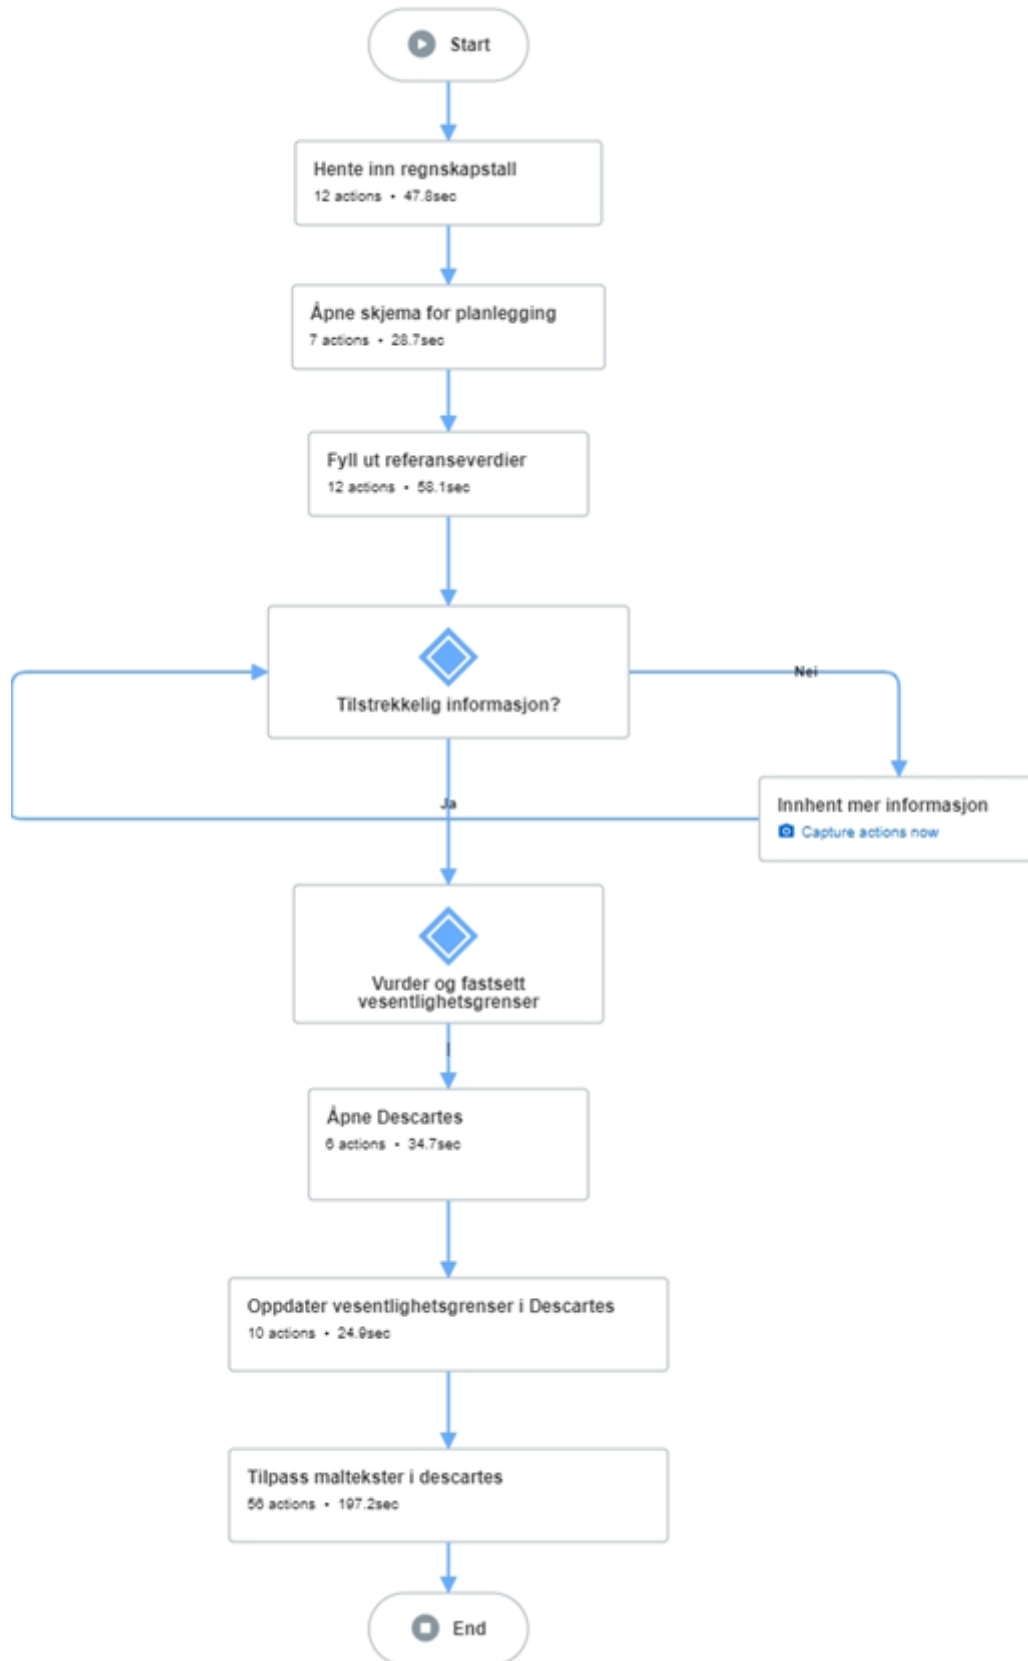 Start
Hente inn regnskapstall
12 actions • 47.8sec
Åpne skjema for planlegging
7 actions • 28.7sec
Fyll ut referanseverdier
12 actions • 58.1sec
Tilstrekkelig informasjon?
Nei
Ja
Innhent mer informasjon
Capture actions now
Vurder og fastsett
vesentlighetsgrenser
Åpne Descartes
6 actions • 34.7sec
Oppdater vesentlighetsgrenser i Descartes
10 actions • 24.9sec
Tilpass maltekster i descartes
56 actions • 197.2sec
End